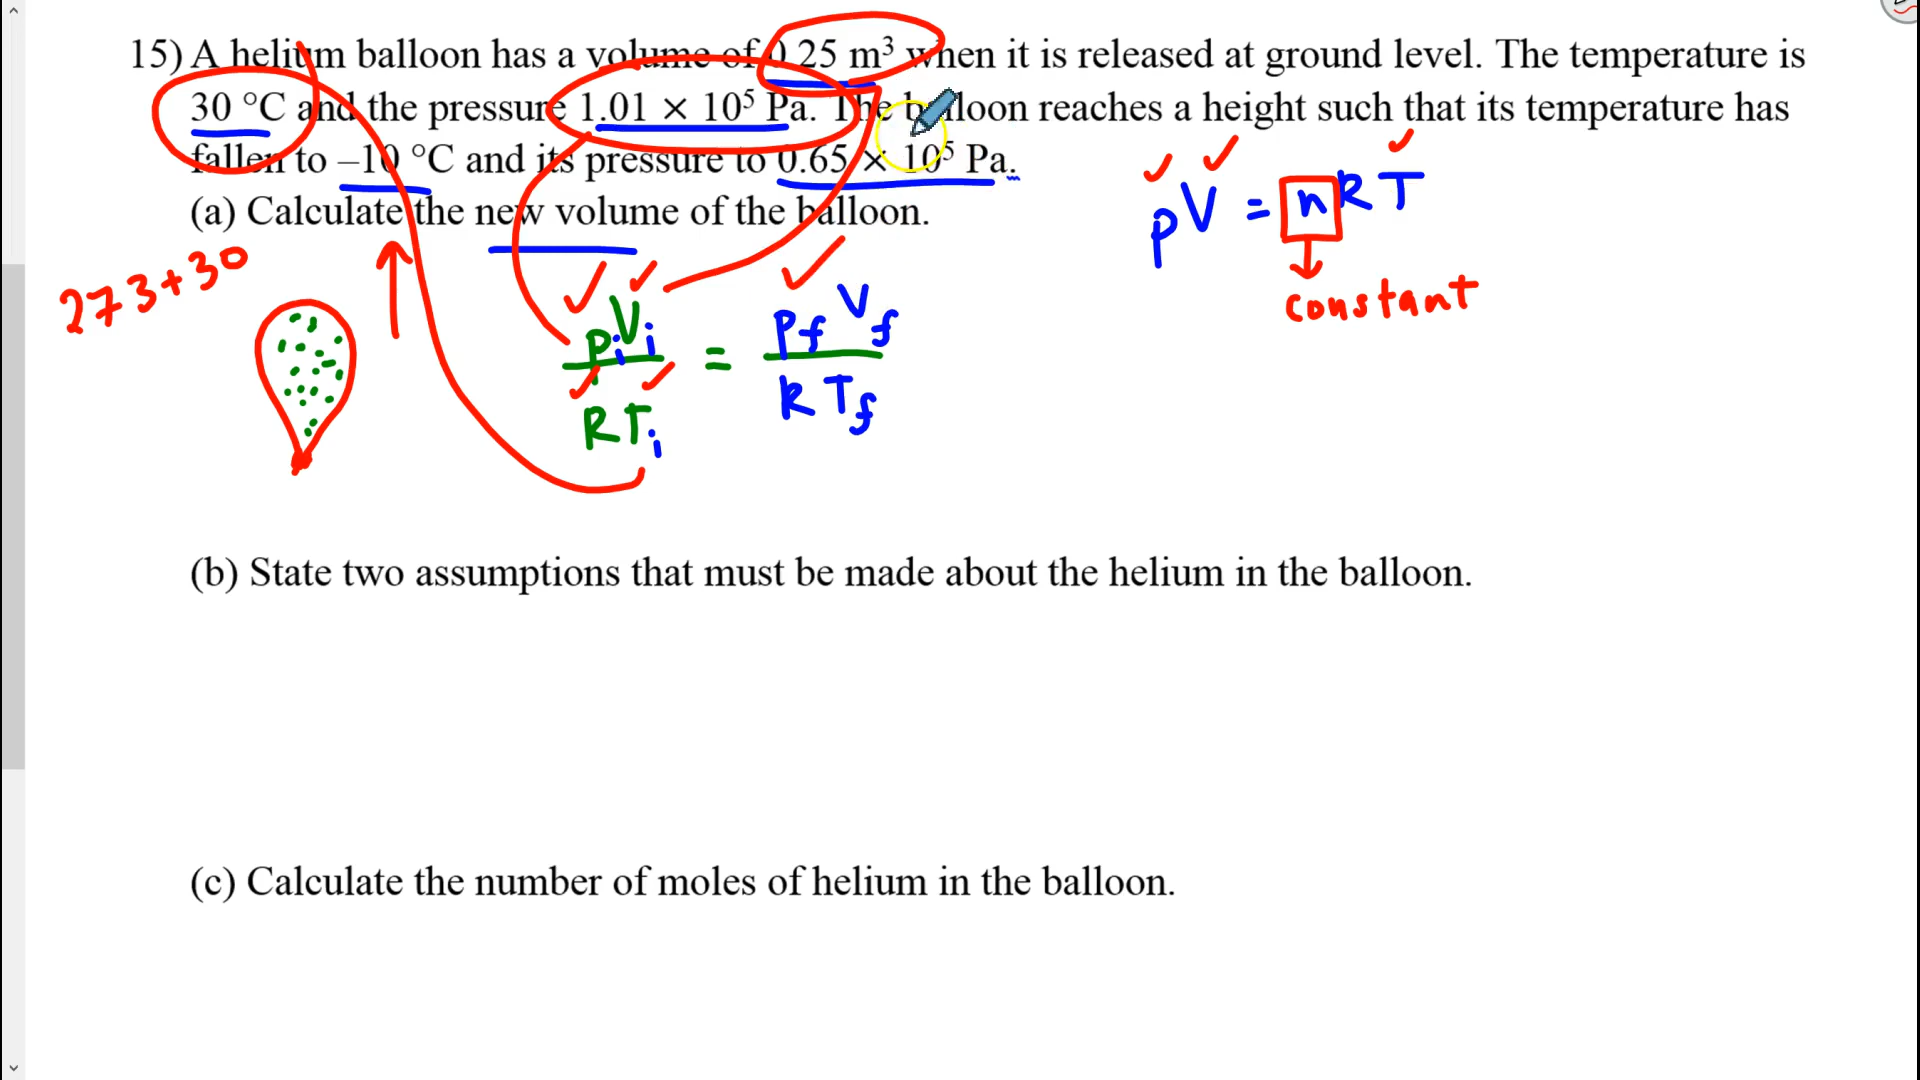 15) A helium balloon has a volume of 0.25 m³ when it is released at ground level. The temperature is
30 °C and the pressure 1.01 × 10⁵ Pa. The balloon reaches a height such that its temperature has
fallen to –10 °C and its pressure to 0.65 × 10⁵ Pa.
(a) Calculate the new volume of the balloon.
pV = nRT
constant
273+30
pᵢVᵢ / RTᵢ = p_f V_f / RT_f
(b) State two assumptions that must be made about the helium in the balloon.
(c) Calculate the number of moles of helium in the balloon.